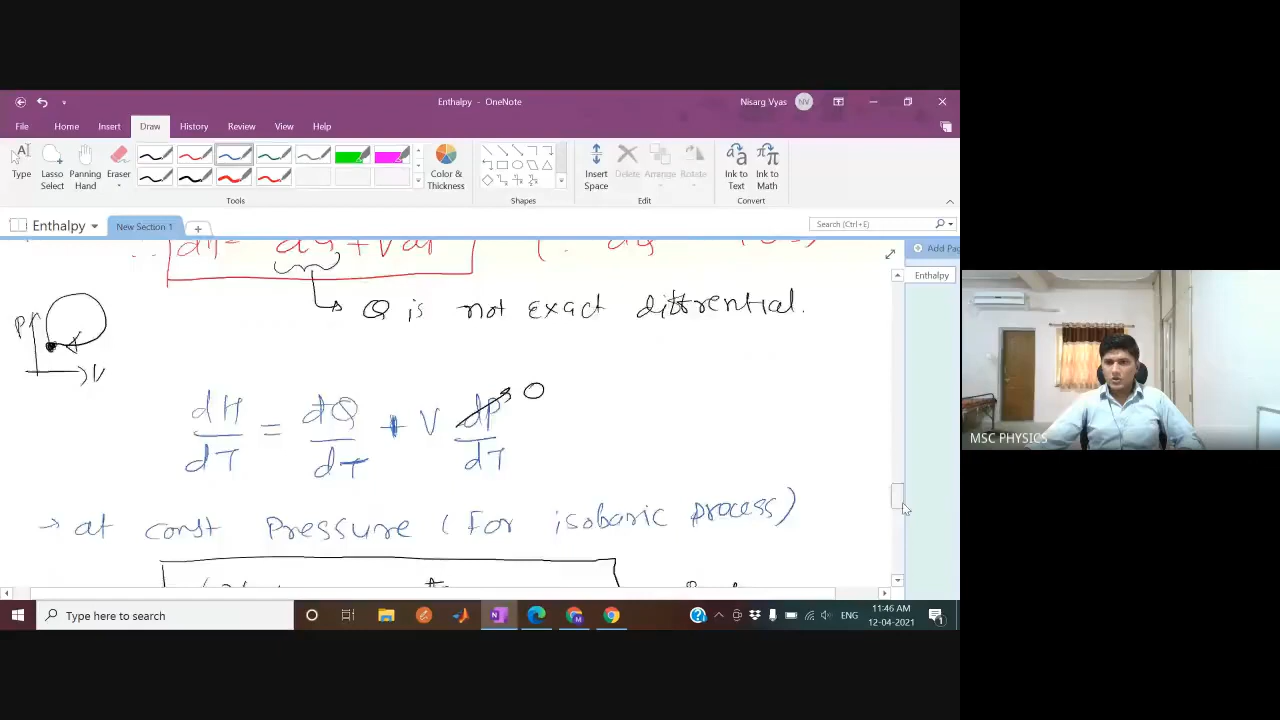 Enthalpy - OneNote
Nisarg Vyas NV
File Home Insert Draw History Review View Help
Type Lasso Select Panning Hand Eraser Color & Thickness Insert Space Delete Arrange Rotate Ink to Text Ink to Math
Tools Shapes Edit Convert
Enthalpy New Section 1 + Search (Ctrl+E)
Add Pag
Enthalpy
Q is not exact differential.
P
V
dH/dT = đQ/dT + V dP/dT 0
→ at const Pressure (For isobaric process)
MSC PHYSICS
Type here to search
ENG
11:46 AM
12-04-2021